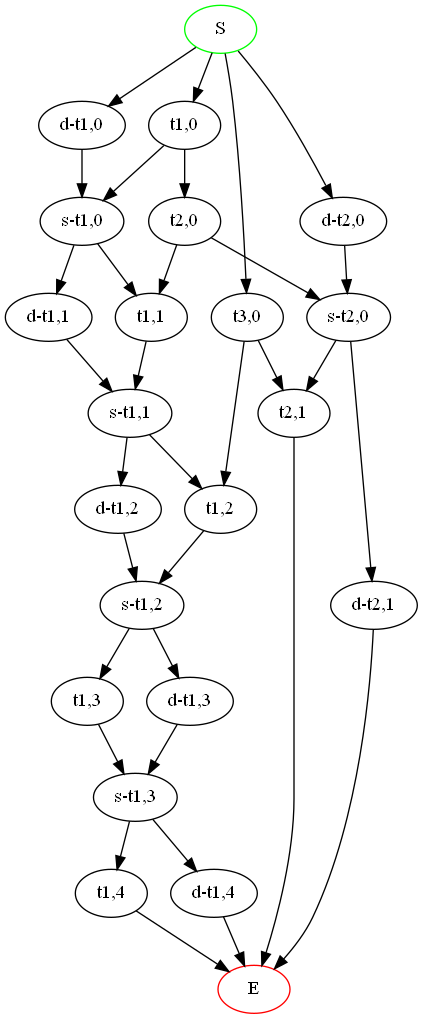 S
d-t1,0
t1,0
s-t1,0
t2,0
d-t2,0
d-t1,1
t1,1
t3,0
s-t2,0
s-t1,1
t2,1
d-t1,2
t1,2
s-t1,2
d-t2,1
t1,3
d-t1,3
s-t1,3
t1,4
d-t1,4
E